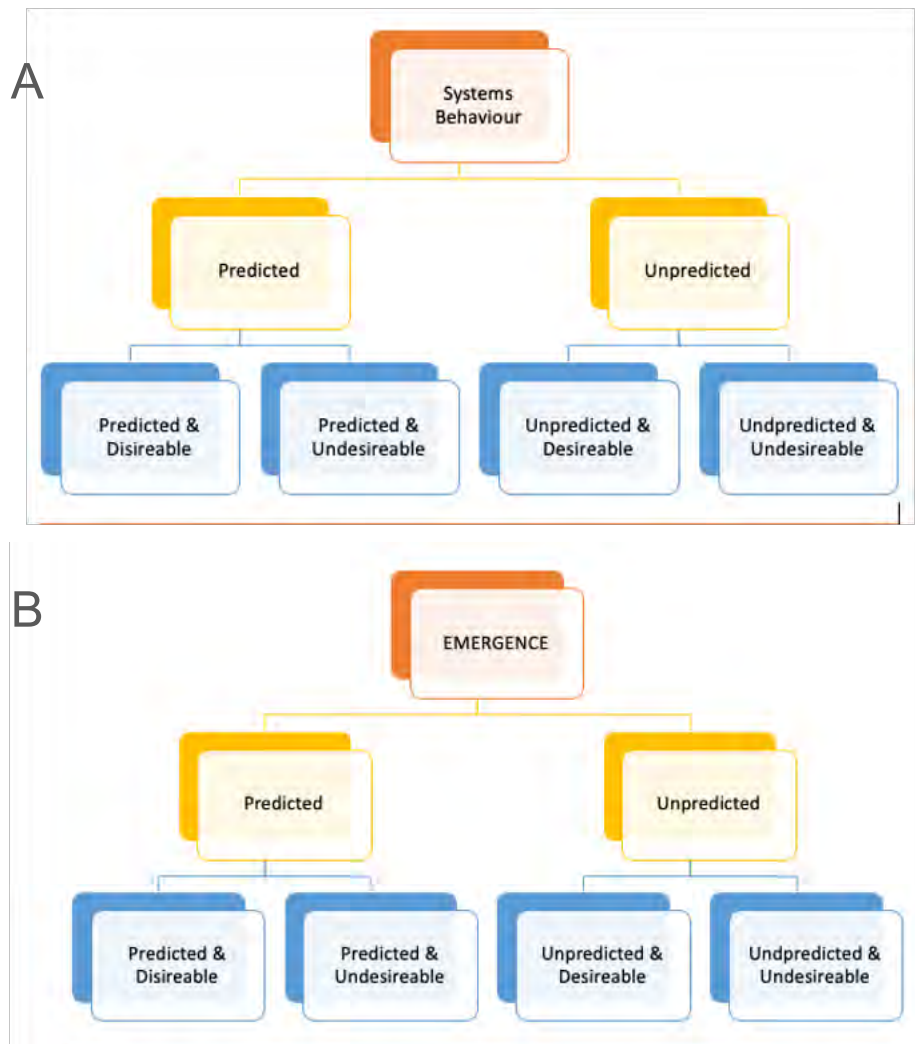 A
Systems
Behaviour
Predicted
Unpredicted
Predicted &
Disireable
Predicted &
Undesireable
Unpredicted &
Desireable
Undpredicted &
Undesireable
B
EMERGENCE
Predicted
Unpredicted
Predicted &
Disireable
Predicted &
Undesireable
Unpredicted &
Desireable
Undpredicted &
Undesireable